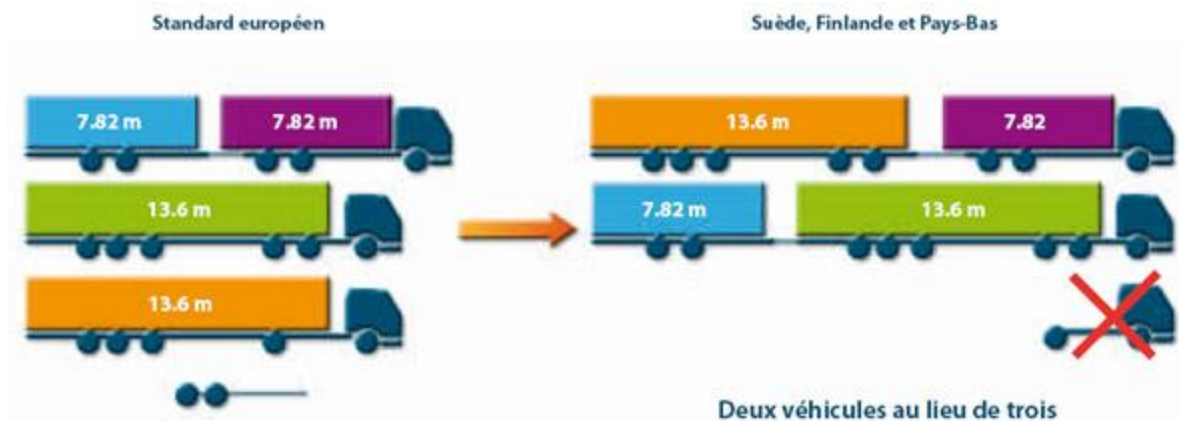 Standard européen
Suède, Finlande et Pays-Bas
7.82 m
7.82 m
13.6 m
7.82
13.6 m
7.82 m
13.6 m
13.6 m
Deux véhicules au lieu de trois